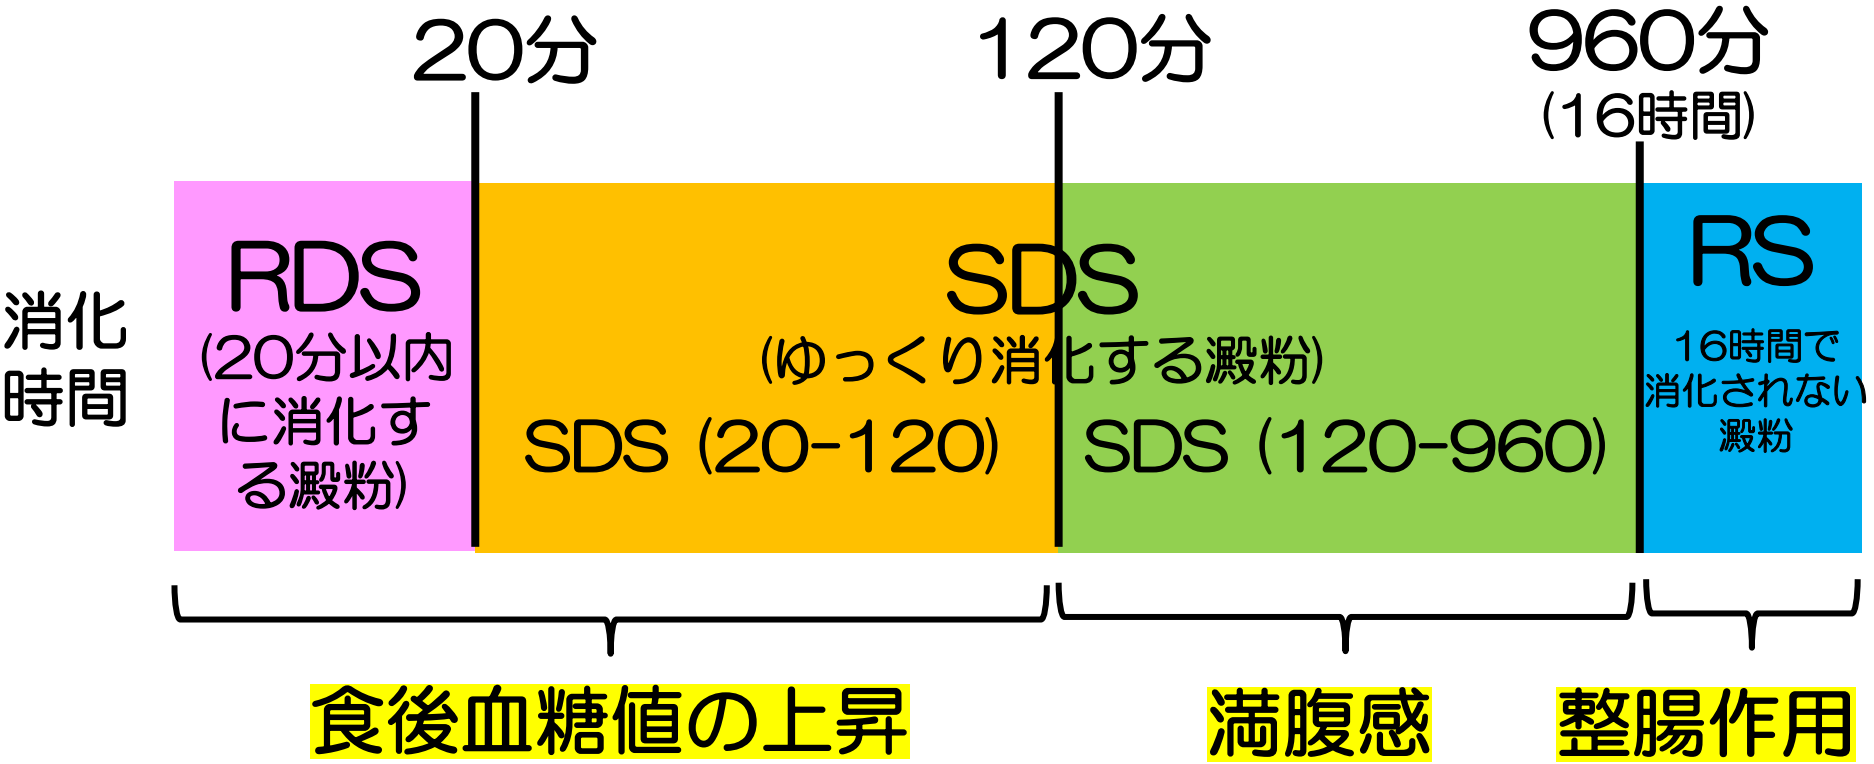 20分
120分
960分
(16時間)
消化
時間
RDS
(20分以内
に消化す
る澱粉)
SDS
(ゆっくり消化する澱粉)
SDS (20-120)
SDS (120-960)
RS
16時間で
消化されない
澱粉
食後血糖値の上昇
満腹感
整腸作用